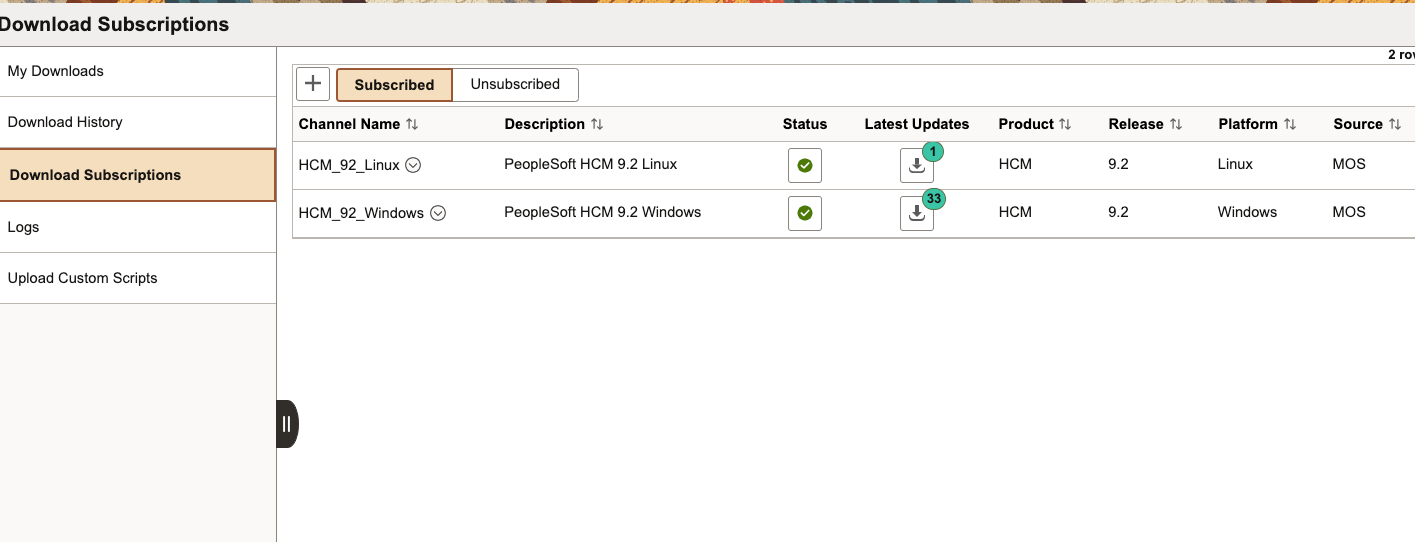 Download Subscriptions
2 rov
My Downloads
Download History
Download Subscriptions
Logs
Upload Custom Scripts
Subscribed Unsubscribed
Channel Name Description Status Latest Updates Product Release Platform Source
HCM_92_Linux PeopleSoft HCM 9.2 Linux 1 HCM 9.2 Linux MOS
HCM_92_Windows PeopleSoft HCM 9.2 Windows 33 HCM 9.2 Windows MOS